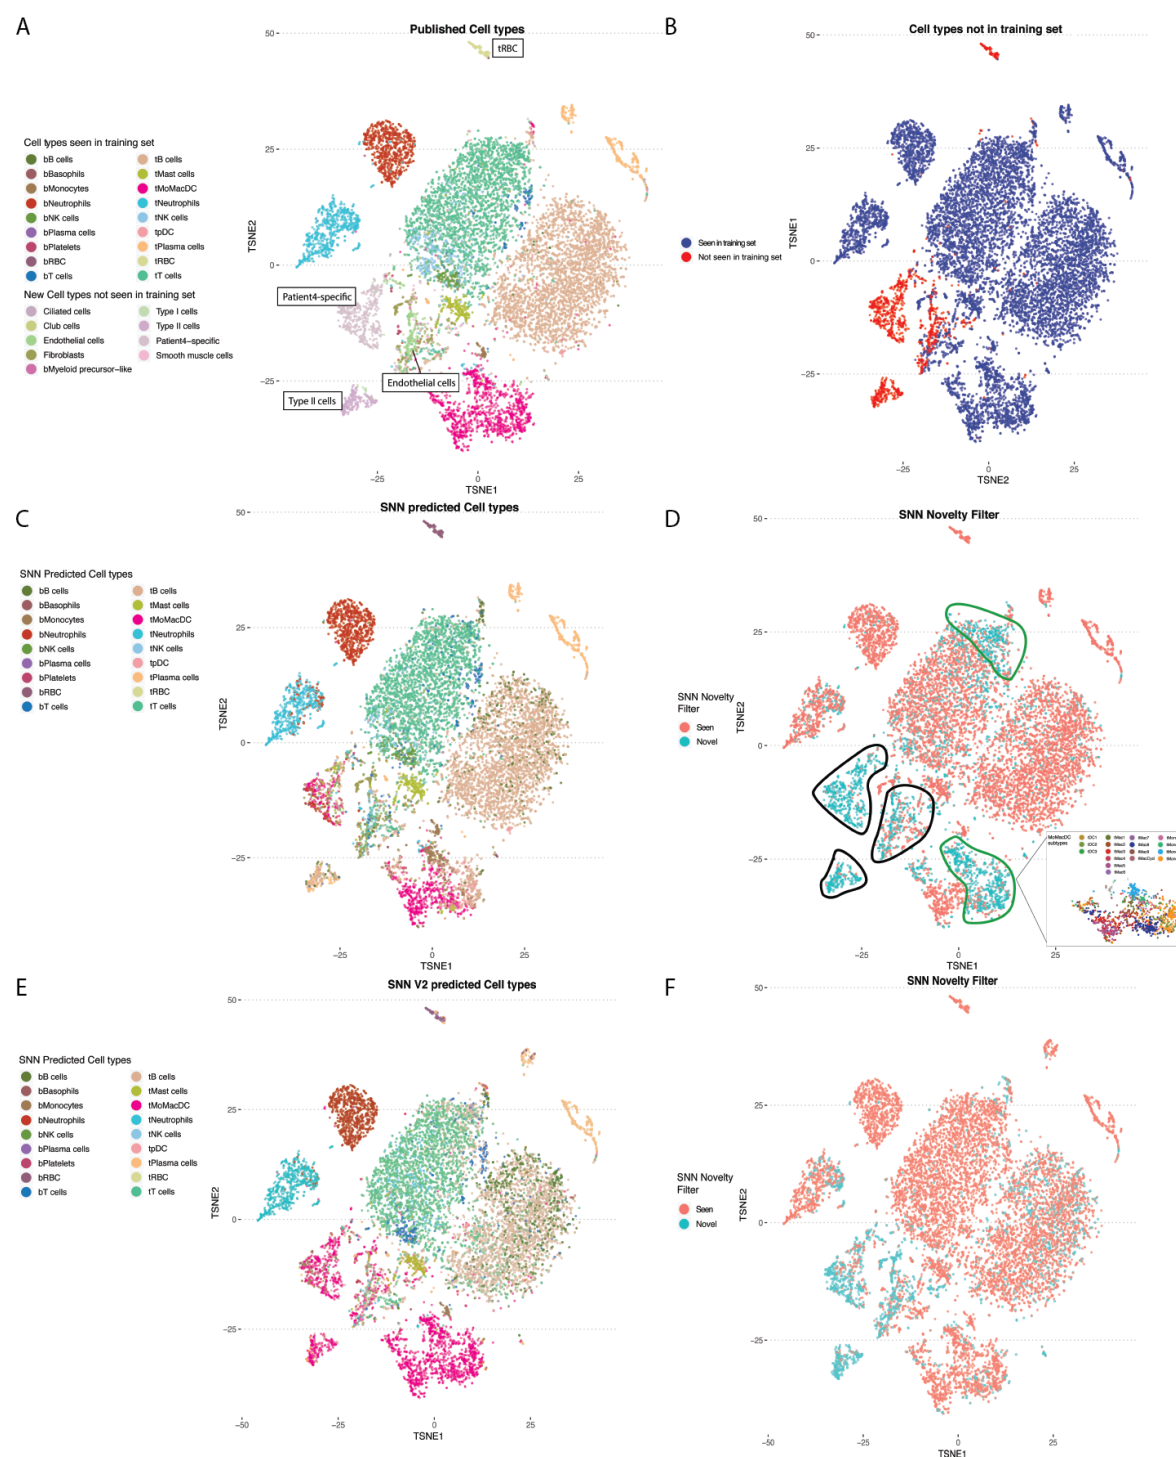 A
Published Cell types
50
tRBC
25
0
−25
TSNE2
−25
0
25
TSNE1
Cell types seen in training set
bB cells
tB cells
bBasophils
tMast cells
bMonocytes
tMoMacDC
bNeutrophils
tNeutrophils
bNK cells
tNK cells
bPlasma cells
tpDC
bPlatelets
tPlasma cells
bRBC
tRBC
bT cells
tT cells
New Cell types not seen in training set
Ciliated cells
Type I cells
Club cells
Type II cells
Endothelial cells
Patient4−specific
Fibroblasts
Smooth muscle cells
bMyeloid precursor−like
Patient4-specific
Endothelial cells
Type II cells
B
Cell types not in training set
50
25
0
−25
TSNE1
−25
0
25
TSNE2
Seen in training set
Not seen in training set
C
SNN predicted Cell types
50
25
0
−25
TSNE2
−25
0
25
TSNE1
SNN Predicted Cell types
bB cells
tB cells
bBasophils
tMast cells
bMonocytes
tMoMacDC
bNeutrophils
tNeutrophils
bNK cells
tNK cells
bPlasma cells
tpDC
bPlatelets
tPlasma cells
bRBC
tRBC
bT cells
tT cells
D
SNN Novelty Filter
50
25
0
−25
TSNE2
−25
0
25
TSNE1
SNN Novelty
Filter
Seen
Novel
MoMacDC
subtypes
E
SNN V2 predicted Cell types
50
25
0
−25
TSNE2
−50
−25
0
25
TSNE1
SNN Predicted Cell types
bB cells
tB cells
bBasophils
tMast cells
bMonocytes
tMoMacDC
bNeutrophils
tNeutrophils
bNK cells
tNK cells
bPlasma cells
tpDC
bPlatelets
tPlasma cells
bRBC
tRBC
bT cells
tT cells
F
SNN Novelty Filter
50
25
0
−25
TSNE2
−50
−25
0
25
TSNE1
SNN Novelty
Filter
Seen
Novel